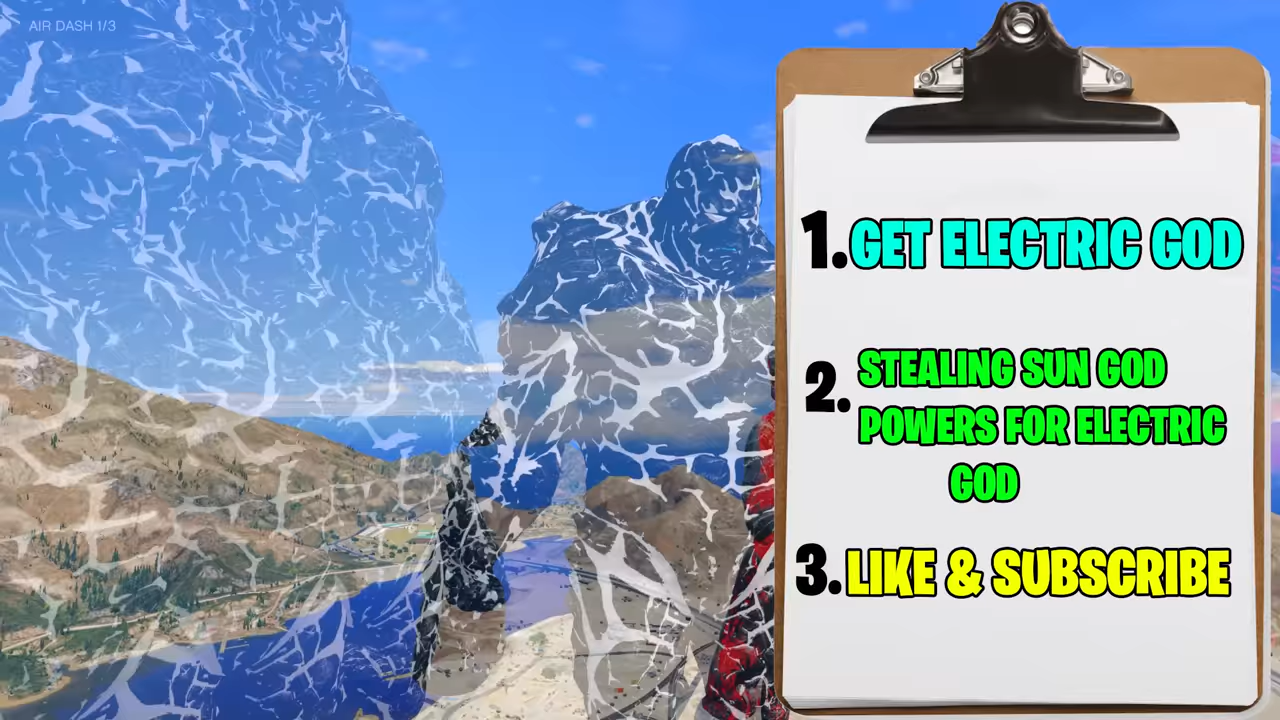 AIR DASH 1/3
1. GET ELECTRIC GOD
2. STEALING SUN GOD
POWERS FOR ELECTRIC
GOD
3. LIKE & SUBSCRIBE